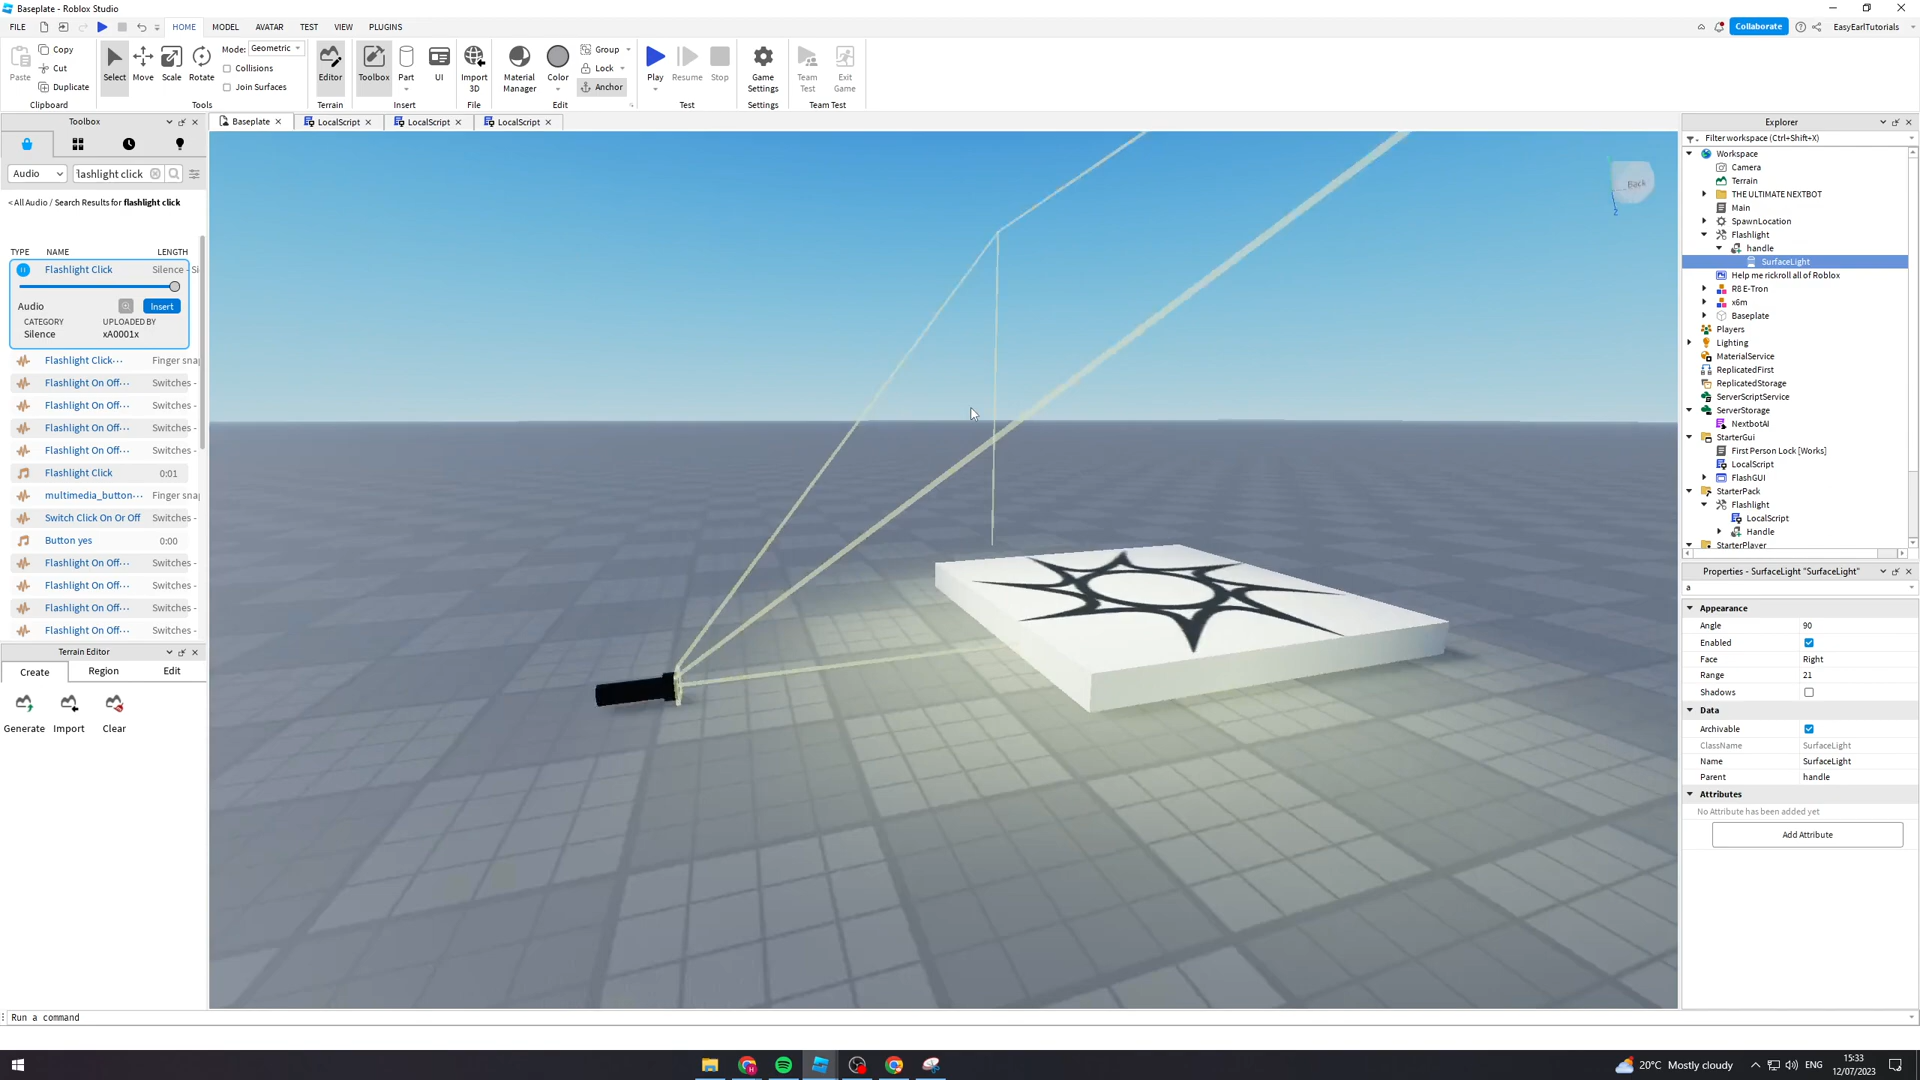 Baseplate - Roblox Studio
FILE
HOME MODEL AVATAR TEST VIEW PLUGINS
Collaborate
EasyEarlTutorials
Paste
Copy
Cut
Duplicate
Clipboard
Select Move Scale Rotate
Mode: Geometric
Collisions
Join Surfaces
Tools
Editor
Terrain
Toolbox Part UI
Insert
Import 3D
File
Material Manager
Color
Group
Lock
Anchor
Edit
Play Resume Stop
Test
Game Settings
Settings
Team Test
Exit Game
Team Test
Toolbox
Baseplate
LocalScript
LocalScript
LocalScript
Audio
lashlight click
< All Audio / Search Results for flashlight click
TYPE NAME LENGTH
Flashlight Click Silence - Si
Audio Insert
CATEGORY UPLOADED BY
Silence xA0001x
Flashlight Click··· Finger sna
Flashlight On Off··· Switches -
Flashlight On Off··· Switches -
Flashlight On Off··· Switches -
Flashlight On Off··· Switches -
Flashlight Click 0:01
multimedia_button··· Finger sna
Switch Click On Or Off Switches -
Button yes 0:00
Flashlight On Off··· Switches -
Flashlight On Off··· Switches -
Flashlight On Off··· Switches -
Flashlight On Off··· Switches -
Terrain Editor
Create Region Edit
Generate Import Clear
Back
Z
Explorer
Filter workspace (Ctrl+Shift+X)
Workspace
Camera
Terrain
THE ULTIMATE NEXTBOT
Main
SpawnLocation
Flashlight
handle
SurfaceLight
Help me rickroll all of Roblox
R8 E-Tron
x6m
Baseplate
Players
Lighting
MaterialService
ReplicatedFirst
ReplicatedStorage
ServerScriptService
ServerStorage
NextbotAI
StarterGui
First Person Lock [Works]
LocalScript
FlashGUI
StarterPack
Flashlight
LocalScript
Handle
StarterPlayer
Properties - SurfaceLight "SurfaceLight"
a
Appearance
Angle 90
Enabled
Face Right
Range 21
Shadows
Data
Archivable
ClassName SurfaceLight
Name SurfaceLight
Parent handle
Attributes
No Attribute has been added yet
Add Attribute
Run a command
20°C Mostly cloudy
ENG
15:33
12/07/2023